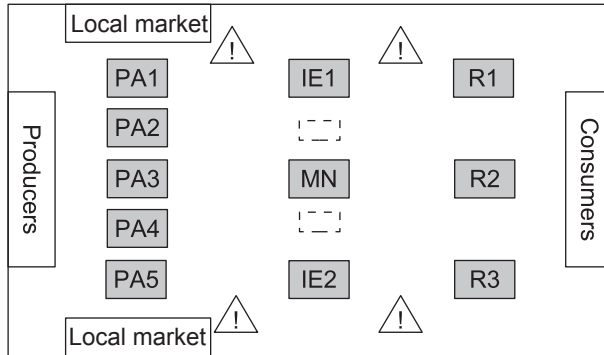 Local market
!
!
PA1
IE1
R1
PA2
Producers
Consumers
PA3
MN
R2
PA4
PA5
IE2
R3
!
!
Local market